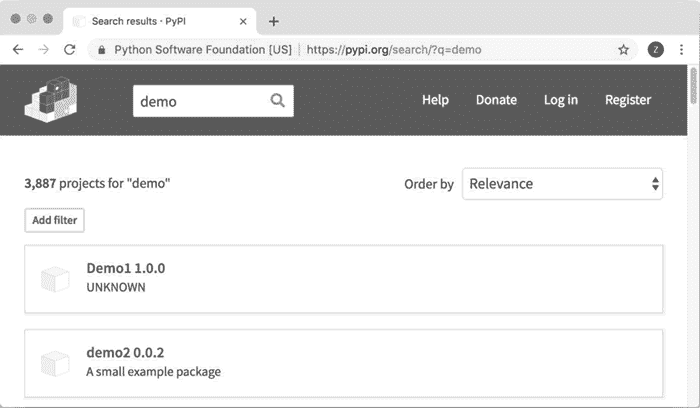 Search results · PyPI
Python Software Foundation [US] https://pypi.org/search/?q=demo
Z
demo
Help Donate Log in Register
3,887 projects for "demo"
Order by Relevance
Add filter
Demo1 1.0.0
UNKNOWN
demo2 0.0.2
A small example package